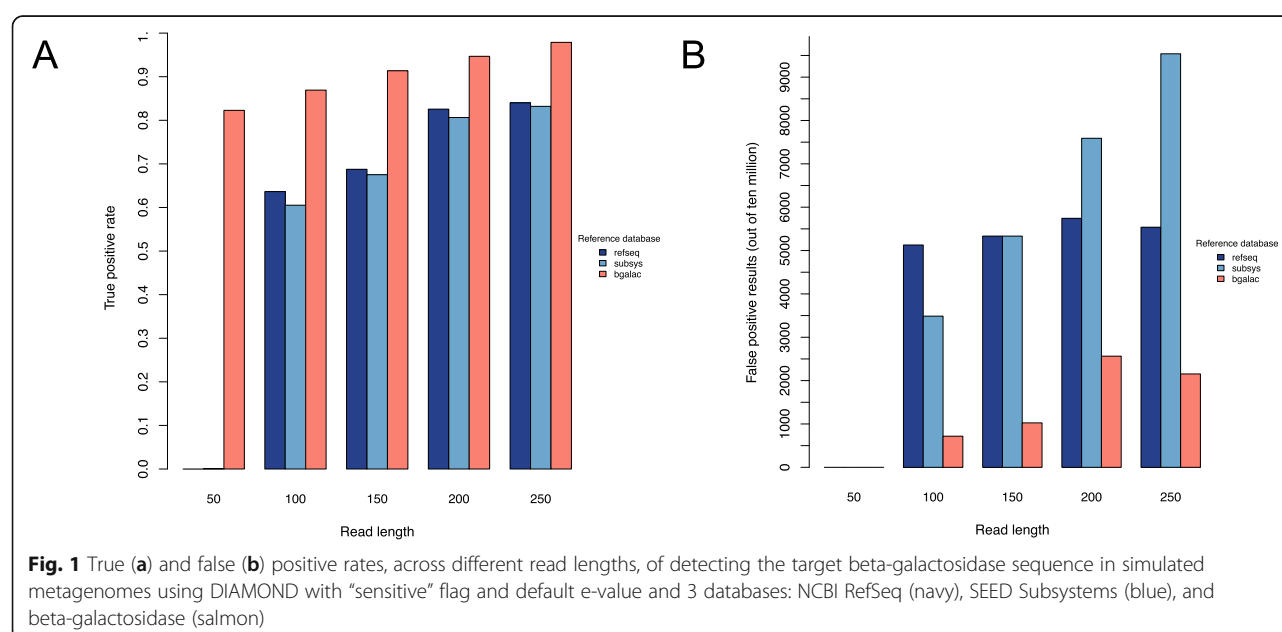 A
True positive rate
1.
0.9
0.8
0.7
0.6
0.5
0.4
0.3
0.2
0.1
0.0
50 100 150 200 250
Read length
Reference database
refseq
subsys
bgalac
B
False positive results (out of ten million)
9000
8000
7000
6000
5000
4000
3000
2000
1000
0
50 100 150 200 250
Read length
Reference database
refseq
subsys
bgalac
Fig. 1 True (a) and false (b) positive rates, across different read lengths, of detecting the target beta-galactosidase sequence in simulated
metagenomes using DIAMOND with “sensitive” flag and default e-value and 3 databases: NCBI RefSeq (navy), SEED Subsystems (blue), and
beta-galactosidase (salmon)